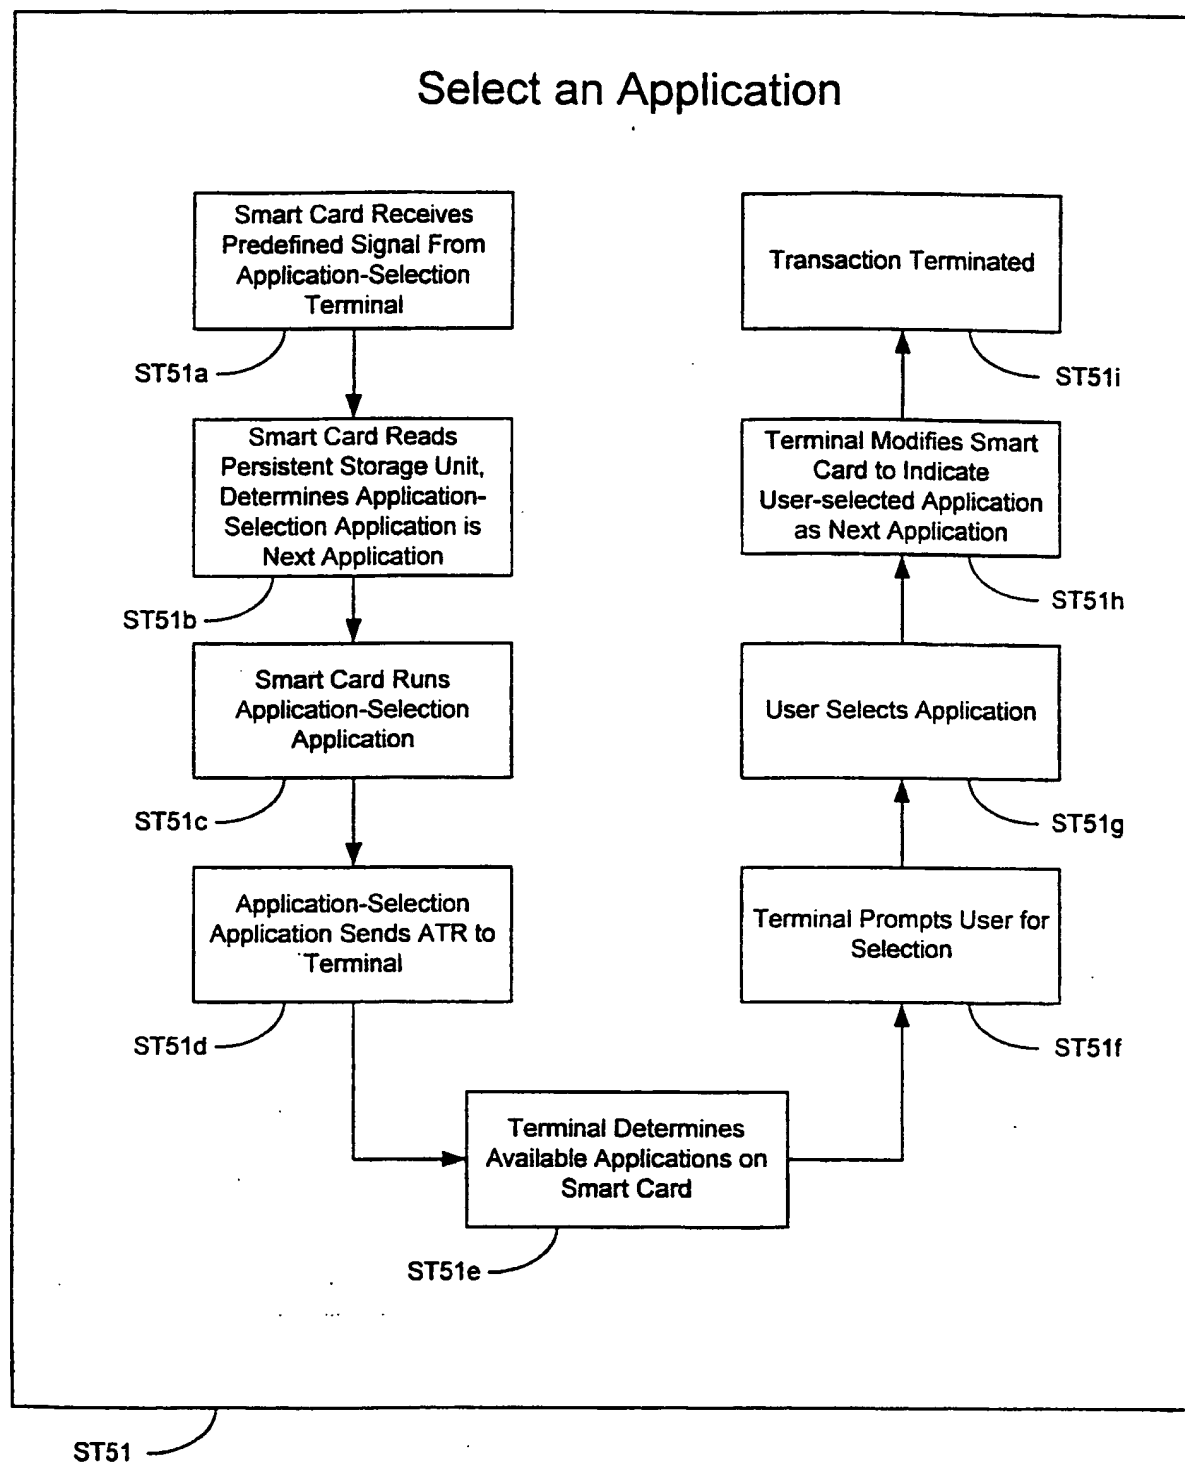 Select an Application
Smart Card Receives
Predefined Signal From
Application-Selection
Terminal
ST51a
Smart Card Reads
Persistent Storage Unit,
Determines Application-
Selection Application is
Next Application
ST51b
Smart Card Runs
Application-Selection
Application
ST51c
Application-Selection
Application Sends ATR to
Terminal
ST51d
Terminal Determines
Available Applications on
Smart Card
ST51e
Terminal Prompts User for
Selection
ST51f
User Selects Application
ST51g
Terminal Modifies Smart
Card to Indicate
User-selected Application
as Next Application
ST51h
Transaction Terminated
ST51i
ST51